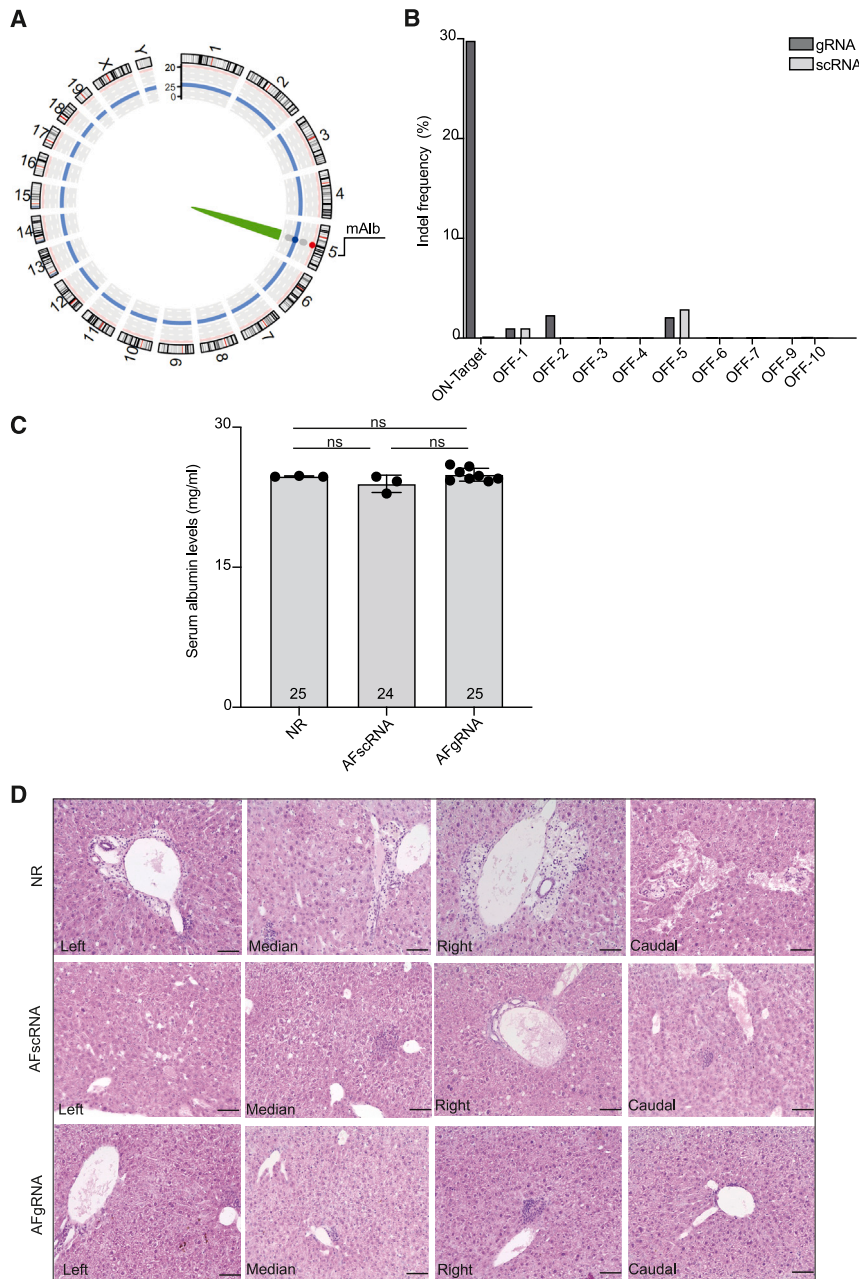 A
1
2
3
4
5
6
7
8
9
10
11
12
13
14
15
16
17
18
19
X
Y
20
0
25
0
mAlb
B
gRNA
scRNA
Indel frequency (%)
30
20
10
0
ON-Target
OFF-1
OFF-2
OFF-3
OFF-4
OFF-5
OFF-6
OFF-7
OFF-9
OFF-10
C
Serum albumin levels (mg/ml)
30
15
0
ns
ns ns
25 24 25
NR
AFscRNA
AFgRNA
D
NR
Left Median Right Caudal
AFscRNA
Left Median Right Caudal
AFgRNA
Left Median Right Caudal